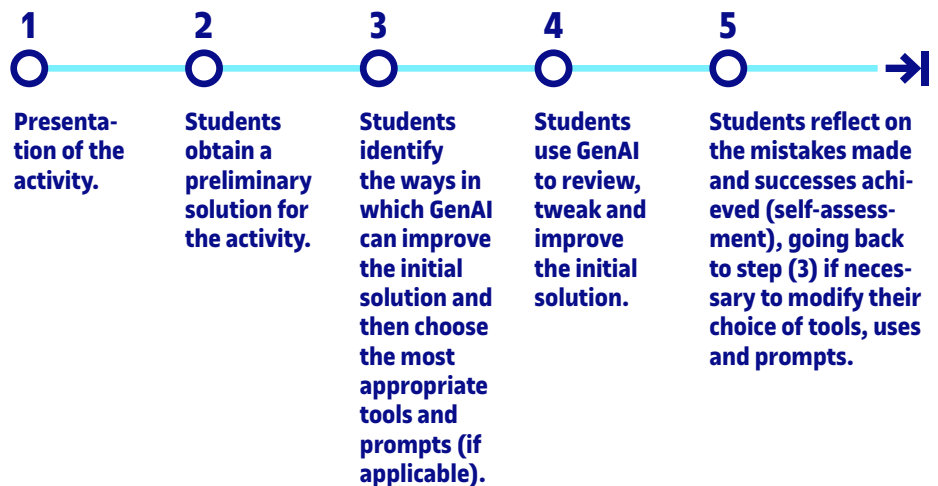 1
Presenta-
tion of the
activity.
2
Students
obtain a
preliminary
solution for
the activity.
3
Students
identify
the ways in
which GenAI
can improve
the initial
solution and
then choose
the most
appropriate
tools and
prompts (if
applicable).
4
Students
use GenAI
to review,
tweak and
improve
the initial
solution.
5
Students reflect on
the mistakes made
and successes achi-
eved (self-assess-
ment), going back
to step (3) if neces-
sary to modify their
choice of tools, uses
and prompts.